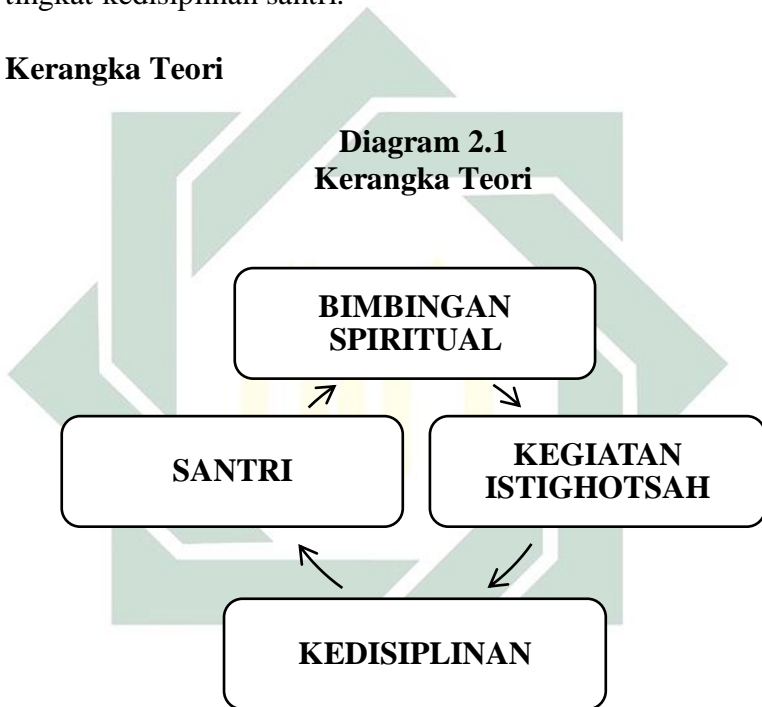 tingkat kedisiplinan santri.
Kerangka Teori
Diagram 2.1
Kerangka Teori
BIMBINGAN
SPIRITUAL
SANTRI
KEGIATAN
ISTIGHOTSAH
KEDISIPLINAN